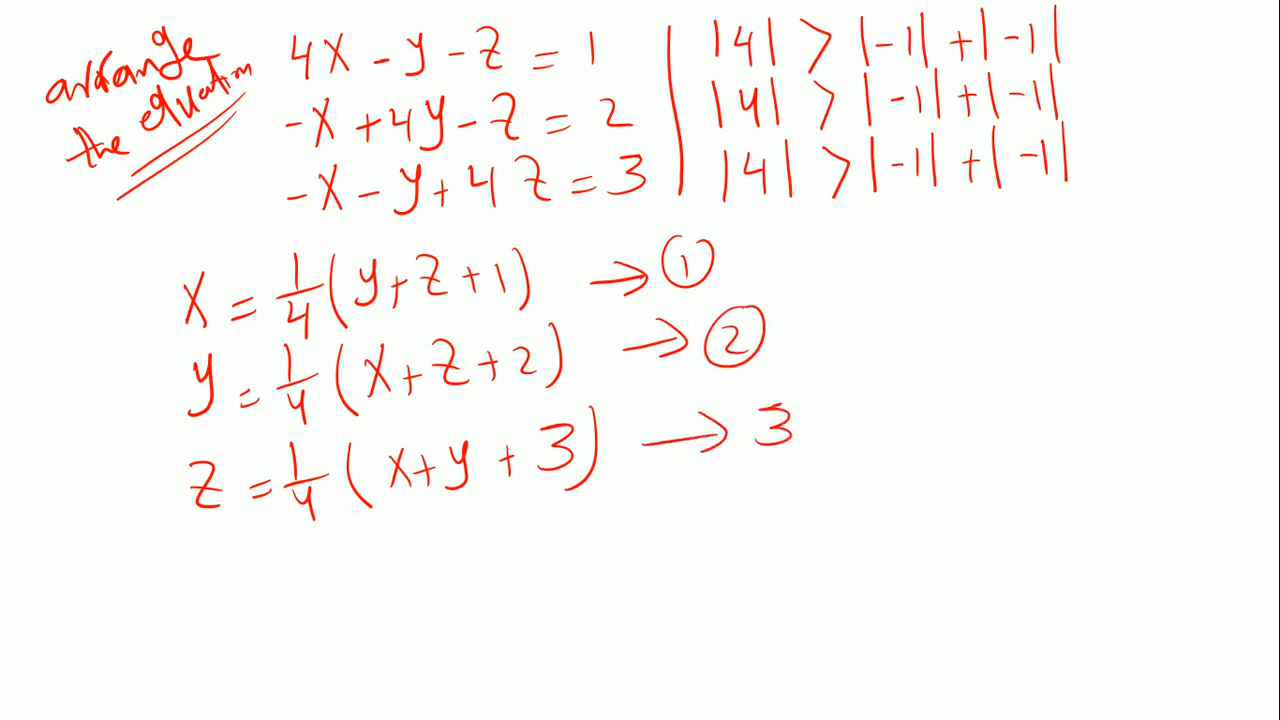 arrange
the equation
4x - y - z = 1 | |4| > |-1| + |-1|
-x + 4y - z = 2 | |4| > |-1| + |-1|
-x - y + 4z = 3 | |4| > |-1| + |-1|
x = 1/4 (y + z + 1) → ①
y = 1/4 (x + z + 2) → ②
z = 1/4 (x + y + 3) → 3